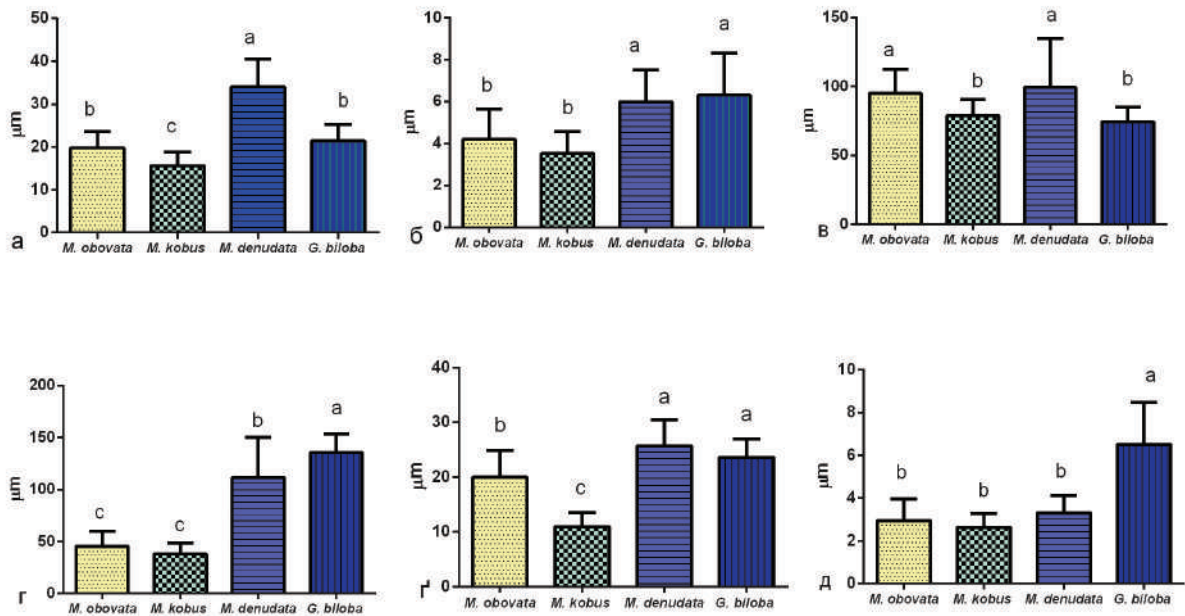 50
40
30
20
10
0
μm
b
c
a
b
M. obovata M. kobus M. denudata G. biloba
а
10
8
6
4
2
0
μm
b
b
a
a
M. obovata M. kobus M. denudata G. biloba
б
150
100
50
0
μm
a
b
a
b
M. obovata M. kobus M. denudata G. biloba
в
200
150
100
50
0
μm
c
c
b
a
M. obovata M. kobus M. denudata G. biloba
г
40
30
20
10
0
μm
b
c
a
a
M. obovata M. kobus M. denudata G. biloba
ґ
10
8
6
4
2
0
μm
b
b
b
a
M. obovata M. kobus M. denudata G. biloba
д